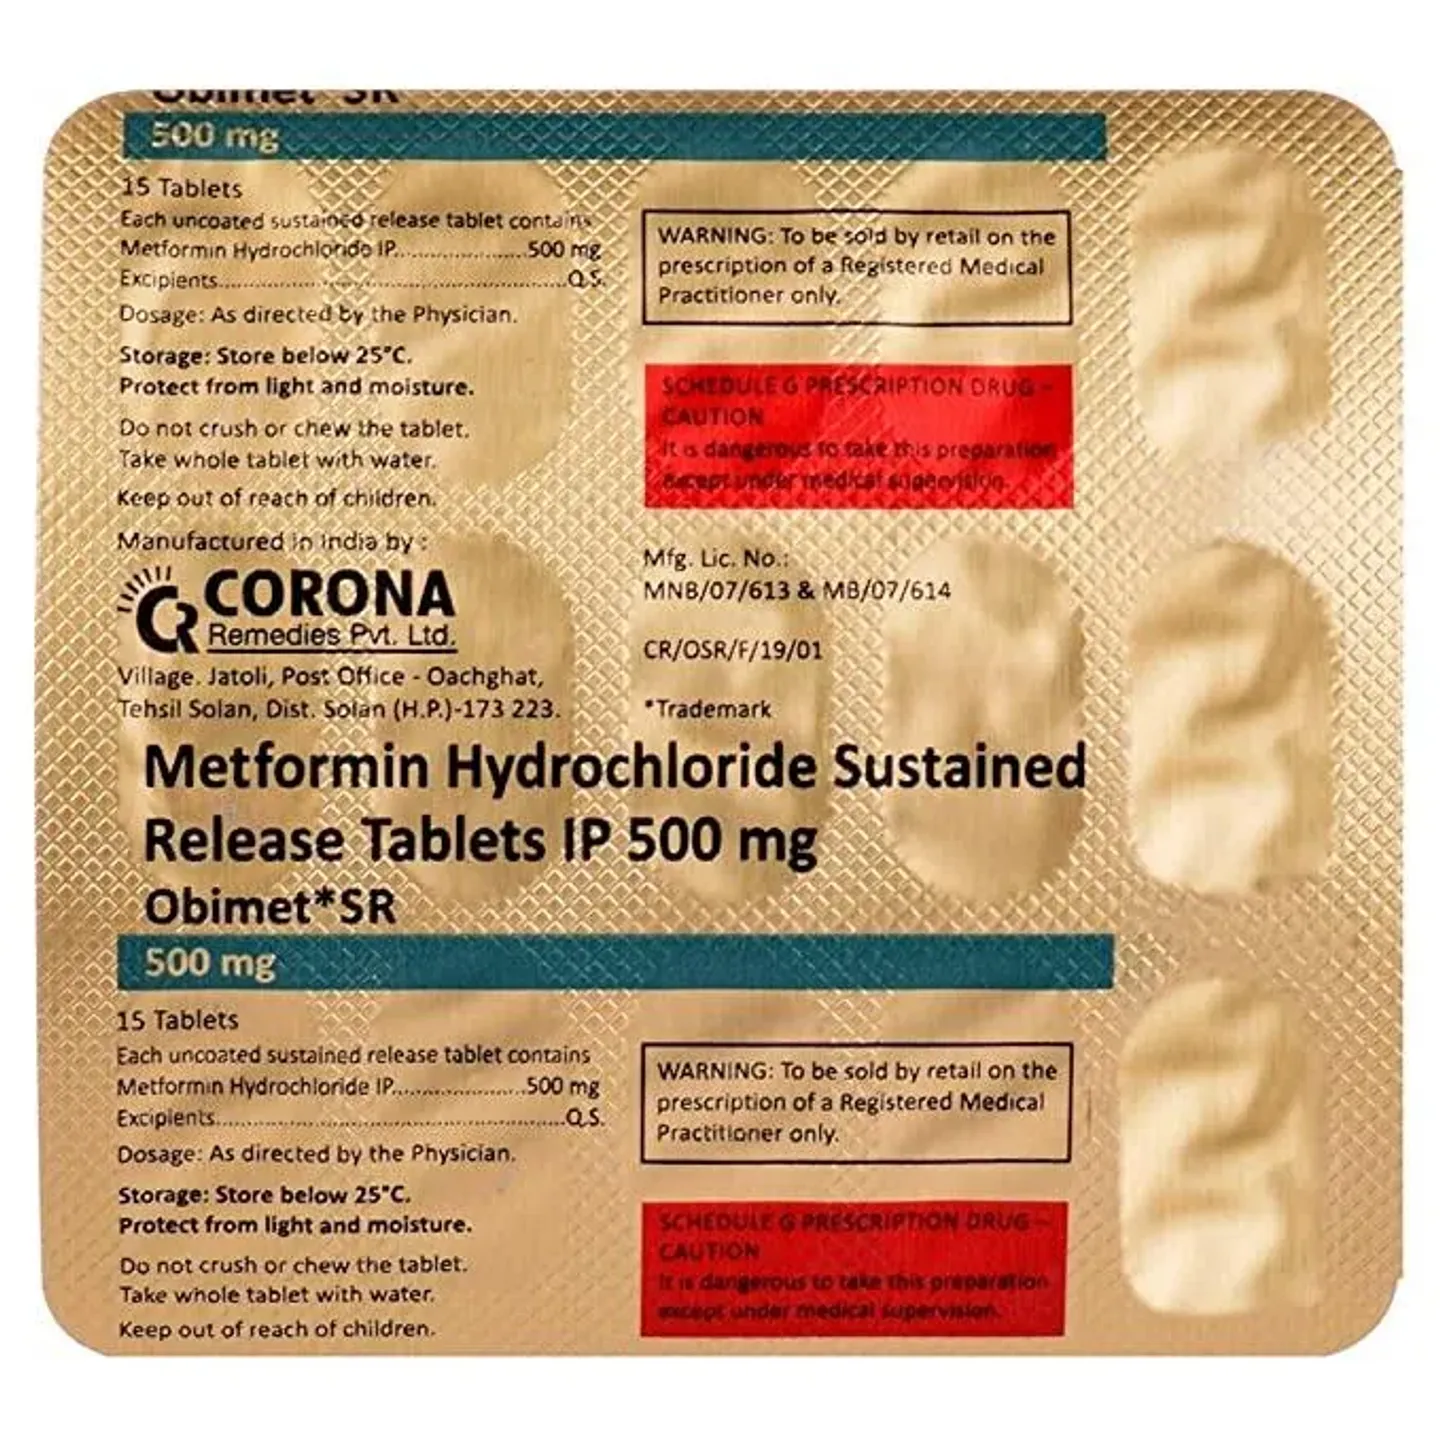 Obimet*SR
500 mg
15 Tablets
Each uncoated sustained release tablet contains
Metformin Hydrochloride IP.....................500 mg
Excipients..........................................................Q.S.
Dosage: As directed by the Physician.
Storage: Store below 25°C.
Protect from light and moisture.
Do not crush or chew the tablet.
Take whole tablet with water.
Keep out of reach of children.
WARNING: To be sold by retail on the
prescription of a Registered Medical
Practitioner only.
SCHEDULE G PRESCRIPTION DRUG –
CAUTION
It is dangerous to take this preparation
except under medical supervision.
Manufactured in India by :
CR CORONA
Remedies Pvt. Ltd.
Village. Jatoli, Post Office - Oachghat,
Tehsil Solan, Dist. Solan (H.P.)-173 223.
Mfg. Lic. No.:
MNB/07/613 & MB/07/614
CR/OSR/F/19/01
*Trademark
Metformin Hydrochloride Sustained
Release Tablets IP 500 mg
Obimet*SR
500 mg
15 Tablets
Each uncoated sustained release tablet contains
Metformin Hydrochloride IP.....................500 mg
Excipients..........................................................Q.S.
Dosage: As directed by the Physician.
Storage: Store below 25°C.
Protect from light and moisture.
Do not crush or chew the tablet.
Take whole tablet with water.
Keep out of reach of children.
WARNING: To be sold by retail on the
prescription of a Registered Medical
Practitioner only.
SCHEDULE G PRESCRIPTION DRUG –
CAUTION
It is dangerous to take this preparation
except under medical supervision.